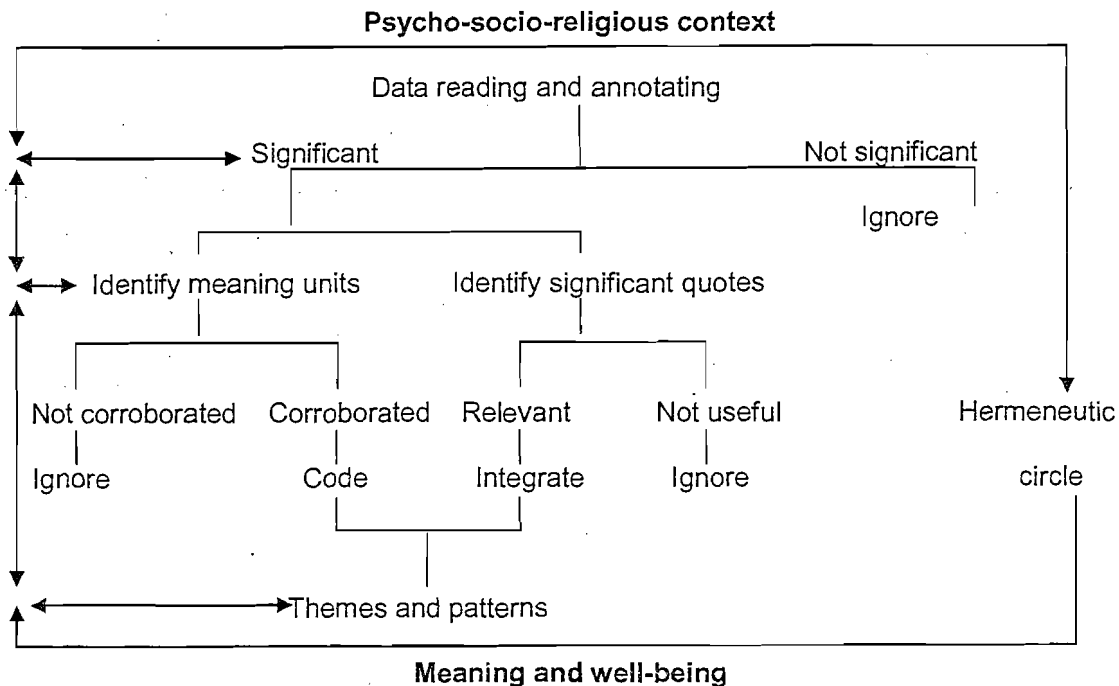 Psycho-socio-religious context
Data reading and annotating
Significant
Not significant
Ignore
Identify meaning units
Identify significant quotes
Not corroborated
Corroborated
Relevant
Not useful
Hermeneutic
Ignore
Code
Integrate
Ignore
circle
Themes and patterns
Meaning and well-being